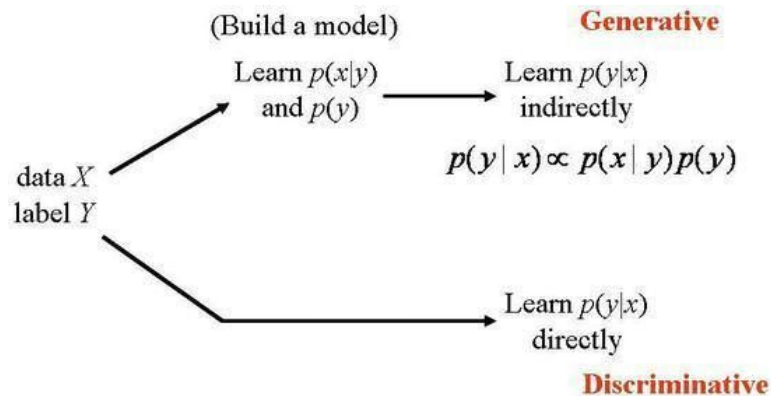 (Build a model)
Generative
Learn p(x|y)
and p(y)
Learn p(y|x)
indirectly
p(y|x) ∝ p(x|y)p(y)
data X
label Y
Learn p(y|x)
directly
Discriminative